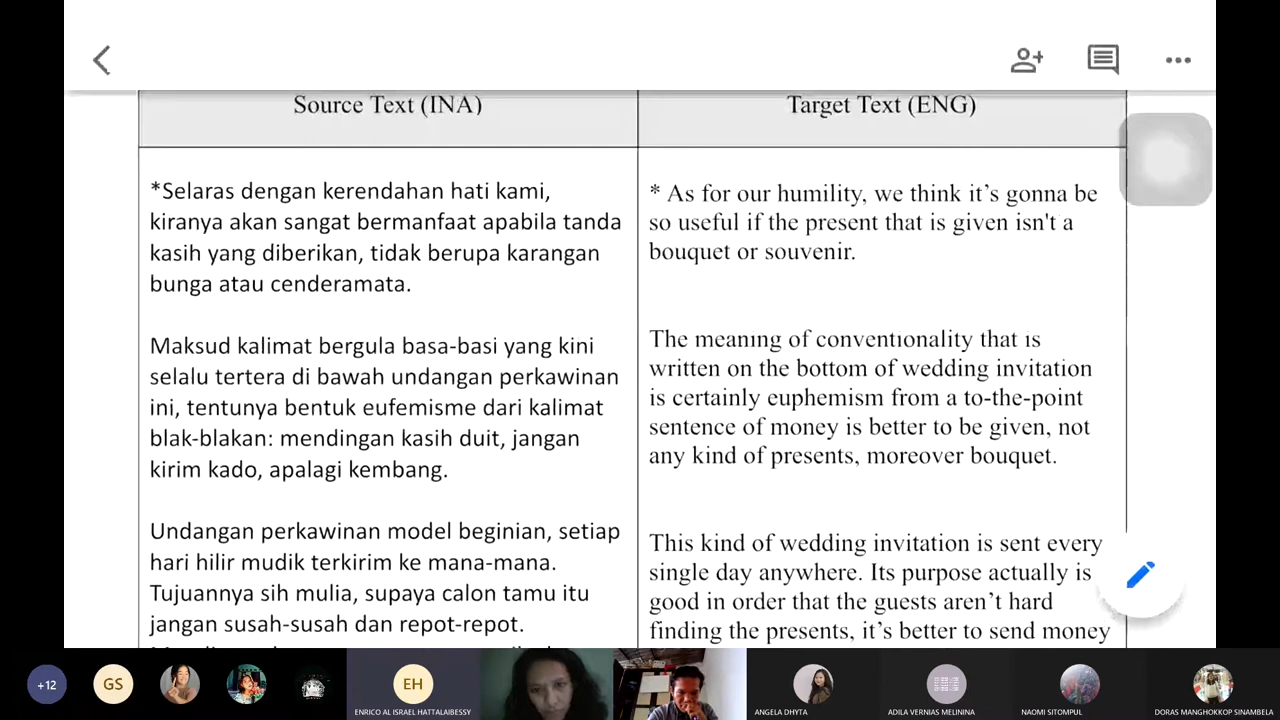 Source Text (INA)
Target Text (ENG)
*Selaras dengan kerendahan hati kami,
kiranya akan sangat bermanfaat apabila tanda
kasih yang diberikan, tidak berupa karangan
bunga atau cenderamata.
Maksud kalimat bergula basa-basi yang kini
selalu tertera di bawah undangan perkawinan
ini, tentunya bentuk eufemisme dari kalimat
blak-blakan: mendingan kasih duit, jangan
kirim kado, apalagi kembang.
Undangan perkawinan model beginian, setiap
hari hilir mudik terkirim ke mana-mana.
Tujuannya sih mulia, supaya calon tamu itu
jangan susah-susah dan repot-repot.
* As for our humility, we think it's gonna be
so useful if the present that is given isn't a
bouquet or souvenir.
The meaning of conventionality that is
written on the bottom of wedding invitation
is certainly euphemism from a to-the-point
sentence of money is better to be given, not
any kind of presents, moreover bouquet.
This kind of wedding invitation is sent every
single day anywhere. Its purpose actually is
good in order that the guests aren't hard
finding the presents, it's better to send money
+12
GS
EH
ENRICO AL ISRAEL HATTALAIBESSY
ANGELA DHYTA
ADILA VERNIAS MELININA
NAOMI SITOMPUL
DORAS MANGHOKKOP SINAMBELA